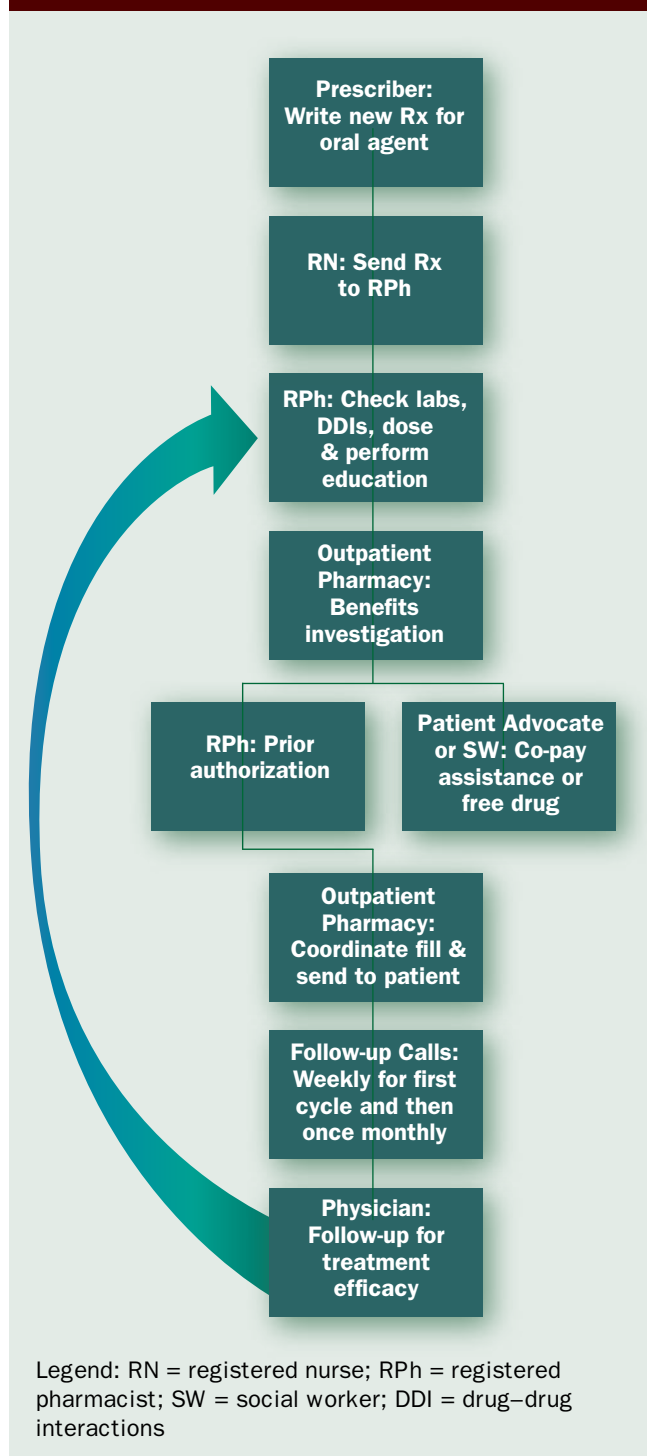 Prescriber:
Write new Rx for
oral agent
RN: Send Rx
to RPh
RPh: Check labs,
DDIs, dose
& perform
education
Outpatient
Pharmacy:
Benefits
investigation
RPh: Prior
authorization
Patient Advocate
or SW: Co-pay
assistance or
free drug
Outpatient
Pharmacy:
Coordinate fill &
send to patient
Follow-up Calls:
Weekly for first
cycle and then
once monthly
Physician:
Follow-up for
treatment
efficacy
Legend: RN = registered nurse; RPh = registered
pharmacist; SW = social worker; DDI = drug–drug
interactions